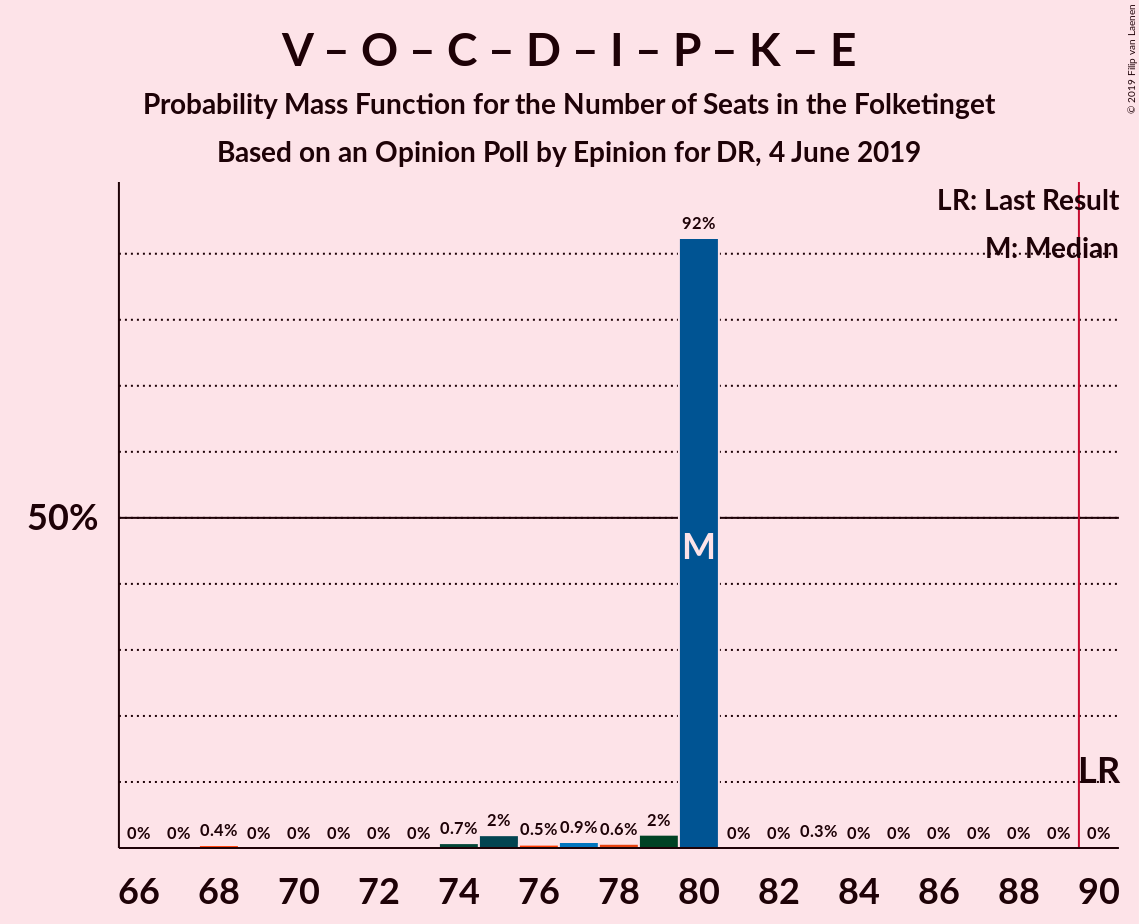 V – O – C – D – I – P – K – E
Probability Mass Function for the Number of Seats in the Folketinget
Based on an Opinion Poll by Epinion for DR, 4 June 2019
© 2019 Filip van Laenen
LR: Last Result
M: Median
92%
50%
M
LR
0% 0% 0.4% 0% 0% 0% 0% 0% 0.7% 2% 0.5% 0.9% 0.6% 2% 0% 0% 0.3% 0% 0% 0% 0% 0% 0% 0%
66 68 70 72 74 76 78 80 82 84 86 88 90